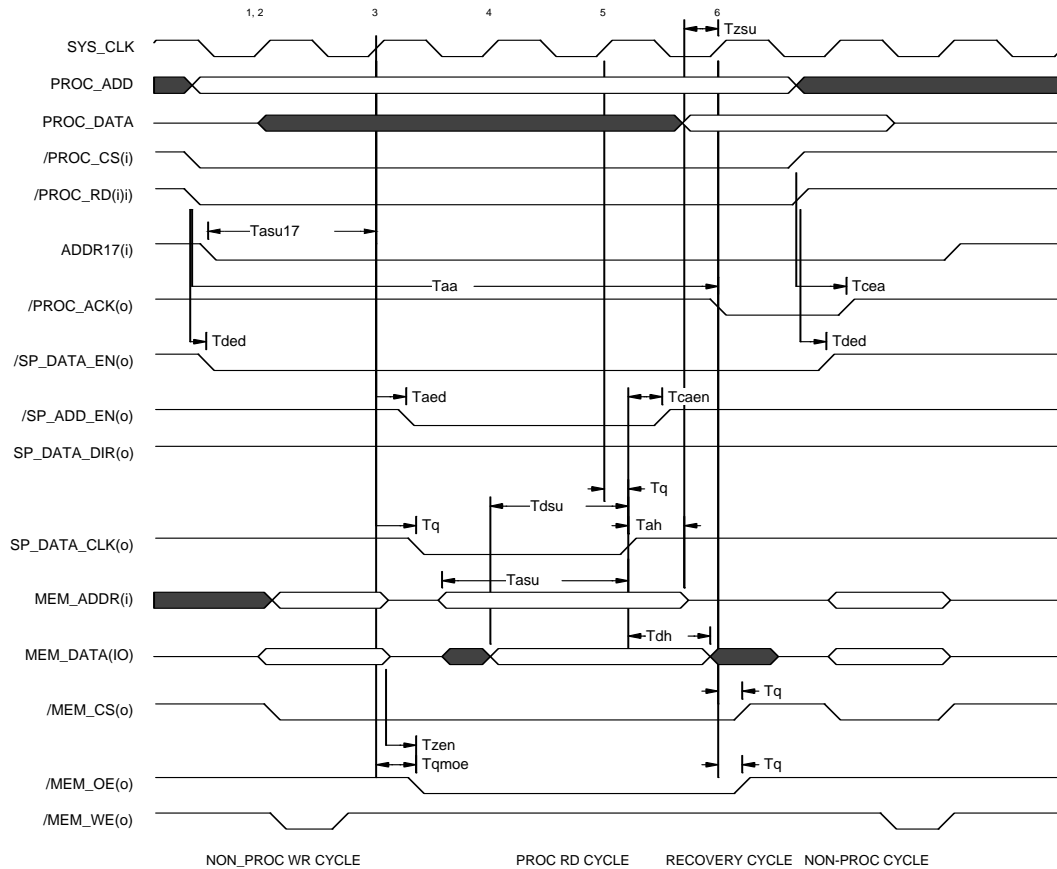 1, 2 3 4 5 6
Tzsu
SYS_CLK
PROC_ADD
PROC_DATA
/PROC_CS(i)
/PROC_RD(i)i)
Tasu17
ADDR17(i)
Taa
Tcea
/PROC_ACK(o)
Tded
Tded
/SP_DATA_EN(o)
Taed
Tcaen
/SP_ADD_EN(o)
SP_DATA_DIR(o)
Tq
Tdsu
Tq
Tah
SP_DATA_CLK(o)
Tasu
MEM_ADDR(i)
Tdh
MEM_DATA(IO)
Tq
/MEM_CS(o)
Tzen
Tqmoe
Tq
/MEM_OE(o)
/MEM_WE(o)
NON_PROC WR CYCLE PROC RD CYCLE RECOVERY CYCLE NON-PROC CYCLE